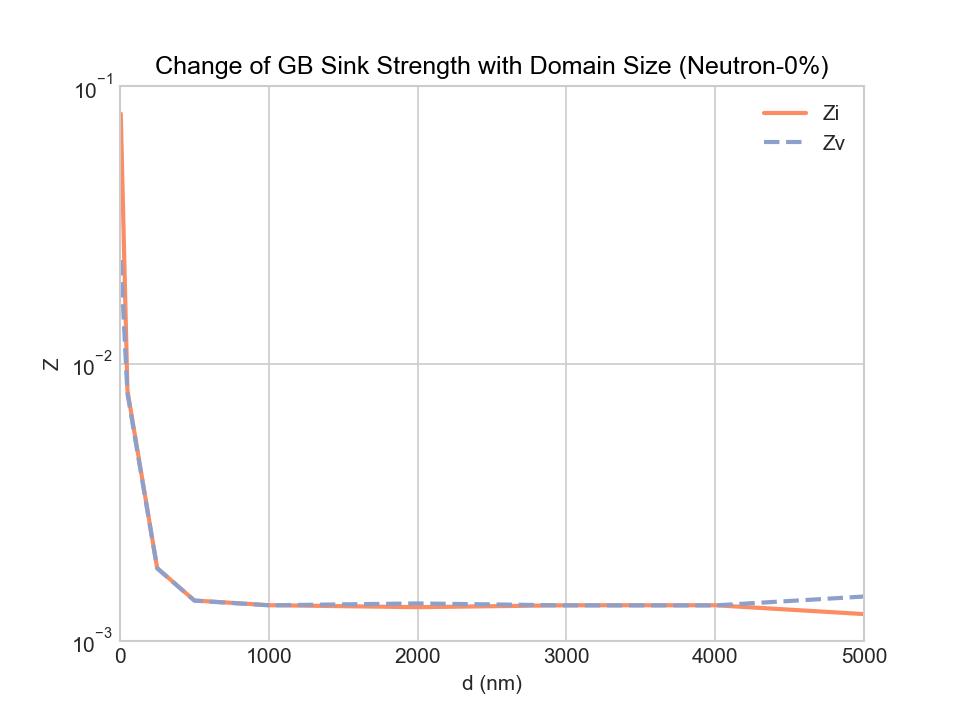 Change of GB Sink Strength with Domain Size (Neutron-0%)
10⁻¹
Zi
Zv
Z
10⁻²
10⁻³
0 1000 2000 3000 4000 5000
d (nm)